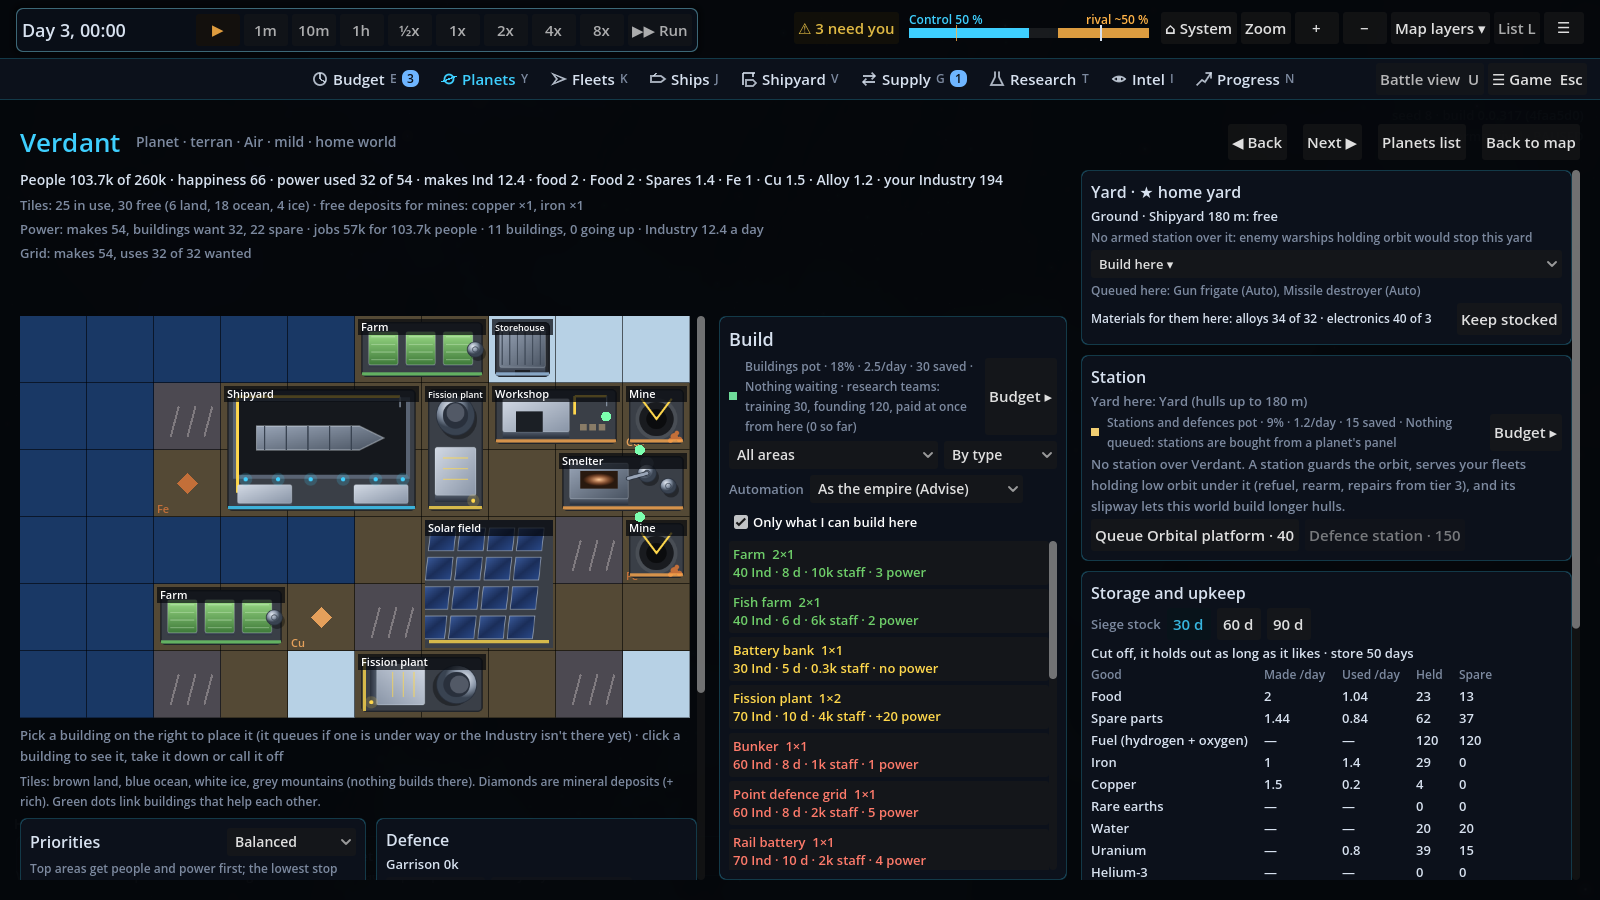 Day 3, 00:00
▶ 1m 10m 1h ½x 1x 2x 4x 8x ▶▶ Run
⚠ 3 need you
Control 50 % rival ~50 %
⌂ System Zoom + − Map layers ▾ List L ☰
Budget E 3 Planets Y Fleets K Ships J Shipyard V Supply G 1 Research T Intel I Progress N
Battle view U ☰ Game Esc
Verdant Planet · terran · Air · mild · home world
◀ Back Next ▶ Planets list Back to map
People 103.7k of 260k · happiness 66 · power used 32 of 54 · makes Ind 12.4 · food 2 · Food 2 · Spares 1.4 · Fe 1 · Cu 1.5 · Alloy 1.2 · your Industry 194
Tiles: 25 in use, 30 free (6 land, 18 ocean, 4 ice) · free deposits for mines: copper ×1, iron ×1
Power: makes 54, buildings want 32, 22 spare · jobs 57k for 103.7k people · 11 buildings, 0 going up · Industry 12.4 a day
Grid: makes 54, uses 32 of 32 wanted
Farm Storehouse
Shipyard Fission plant Workshop Mine
Smelter
Fe
Solar field Mine
Farm
Cu
Fission plant
Pick a building on the right to place it (it queues if one is under way or the Industry isn't there yet) · click a
building to see it, take it down or call it off
Tiles: brown land, blue ocean, white ice, grey mountains (nothing builds there). Diamonds are mineral deposits (+
rich). Green dots link buildings that help each other.
Priorities Balanced
Top areas get people and power first; the lowest stop
Defence
Garrison 0k
Build
Buildings pot · 18% · 2.5/day · 30 saved ·
Nothing waiting · research teams:
training 30, founding 120, paid at once
from here (0 so far)
Budget ▸
All areas By type
Automation As the empire (Advise)
Only what I can build here
Farm 2×1
40 Ind · 8 d · 10k staff · 3 power
Fish farm 2×1
40 Ind · 6 d · 6k staff · 2 power
Battery bank 1×1
30 Ind · 5 d · 0.3k staff · no power
Fission plant 1×2
70 Ind · 10 d · 4k staff · +20 power
Bunker 1×1
60 Ind · 8 d · 1k staff · 1 power
Point defence grid 1×1
60 Ind · 8 d · 2k staff · 5 power
Rail battery 1×1
70 Ind · 10 d · 2k staff · 4 power
Yard · ★ home yard
Ground · Shipyard 180 m: free
No armed station over it: enemy warships holding orbit would stop this yard
Build here ▾
Queued here: Gun frigate (Auto), Missile destroyer (Auto)
Materials for them here: alloys 34 of 32 · electronics 40 of 3
Keep stocked
Station
Yard here: Yard (hulls up to 180 m)
Stations and defences pot · 9% · 1.2/day · 15 saved · Nothing
queued: stations are bought from a planet's panel
Budget ▸
No station over Verdant. A station guards the orbit, serves your fleets
holding low orbit under it (refuel, rearm, repairs from tier 3), and its
slipway lets this world build longer hulls.
Queue Orbital platform · 40 Defence station · 150
Storage and upkeep
Siege stock 30 d 60 d 90 d
Cut off, it holds out as long as it likes · store 50 days
Good Made /day Used /day Held Spare
Food 2 1.04 23 13
Spare parts 1.44 0.84 62 37
Fuel (hydrogen + oxygen) — — 120 120
Iron 1 1.4 29 0
Copper 1.5 0.2 4 0
Rare earths — — 0 0
Water — — 20 20
Uranium — 0.8 39 15
Helium-3 — — 0 0